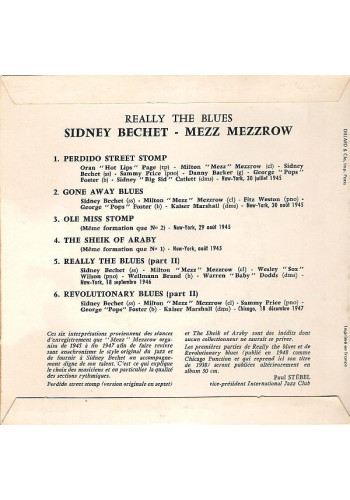 REALLY THE BLUES
SIDNEY BECHET - MEZZ MEZZROW
1. PERDIDO STREET STOMP
Oran "Hot Lips" Page (tp) - Milton "Mezz" Mezzrow (cl) - Sidney
Bechet (ss) - Sammy Price (pno) - Danny Barker (g) - George "Pops"
Foster (b) - Sidney "Big Sid" Catlett (dms) - New-York, 30 juillet 1945
2. GONE AWAY BLUES
Sidney Bechet (ss) - Milton "Mezz" Mezzrow (cl) - Fitz Weston (pno) -
George "Pops" Foster (b) - Kaiser Marshall (dms) - New-York, 30 août 1945
3. OLE MISS STOMP
(Même formation que No 2) - New-York, 29 août 1945
4. THE SHEIK OF ARABY
(Même formation que No 1) - New-York, août 1945
5. REALLY THE BLUES (part II)
Sidney Bechet (ss) - Milton "Mezz" Mezzrow (cl) - Wesley "Sox"
Wilson (pno) - Wellmann Braud (b) - Warren "Baby" Dodds (dms) -
New-York, 18 septembre 1946
6. REVOLUTIONARY BLUES (part II)
Sidney Bechet (ss) - Milton "Mezz" Mezzrow (cl) - Sammy Price (pno) -
George "Pops" Foster (b) - Kaiser Marshall (dms) - Chicago, 18 décembre 1947
Ces six interprétations proviennent des séances
d'enregistrement que "Mezz" Mezzrow organisa
de 1945 à fin 1947 afin de faire revivre
sans anachronisme le style original du jazz et
de fournir à Sidney Bechet un accompagnement
digne de son talent. C'est ce qui explique
le choix des musiciens et en particulier la qualité
des sections rythmiques.
Perdido street stomp (version originale en septet)
et The Sheik of Araby sont des inédits dont
aucun collectionneur ne saurait se priver.
Les premières parties de Really the blues et de
Revolutionary blues (publié en 1948 comme
Chicago Function et qui reprend ici son titre
de 1938) seront publiées ultérieurement en
album 30 cm.
Paul STÉBEL
vice-président International Jazz Club
DILLARD & Cie, Imp. Paris
Imprimé en France